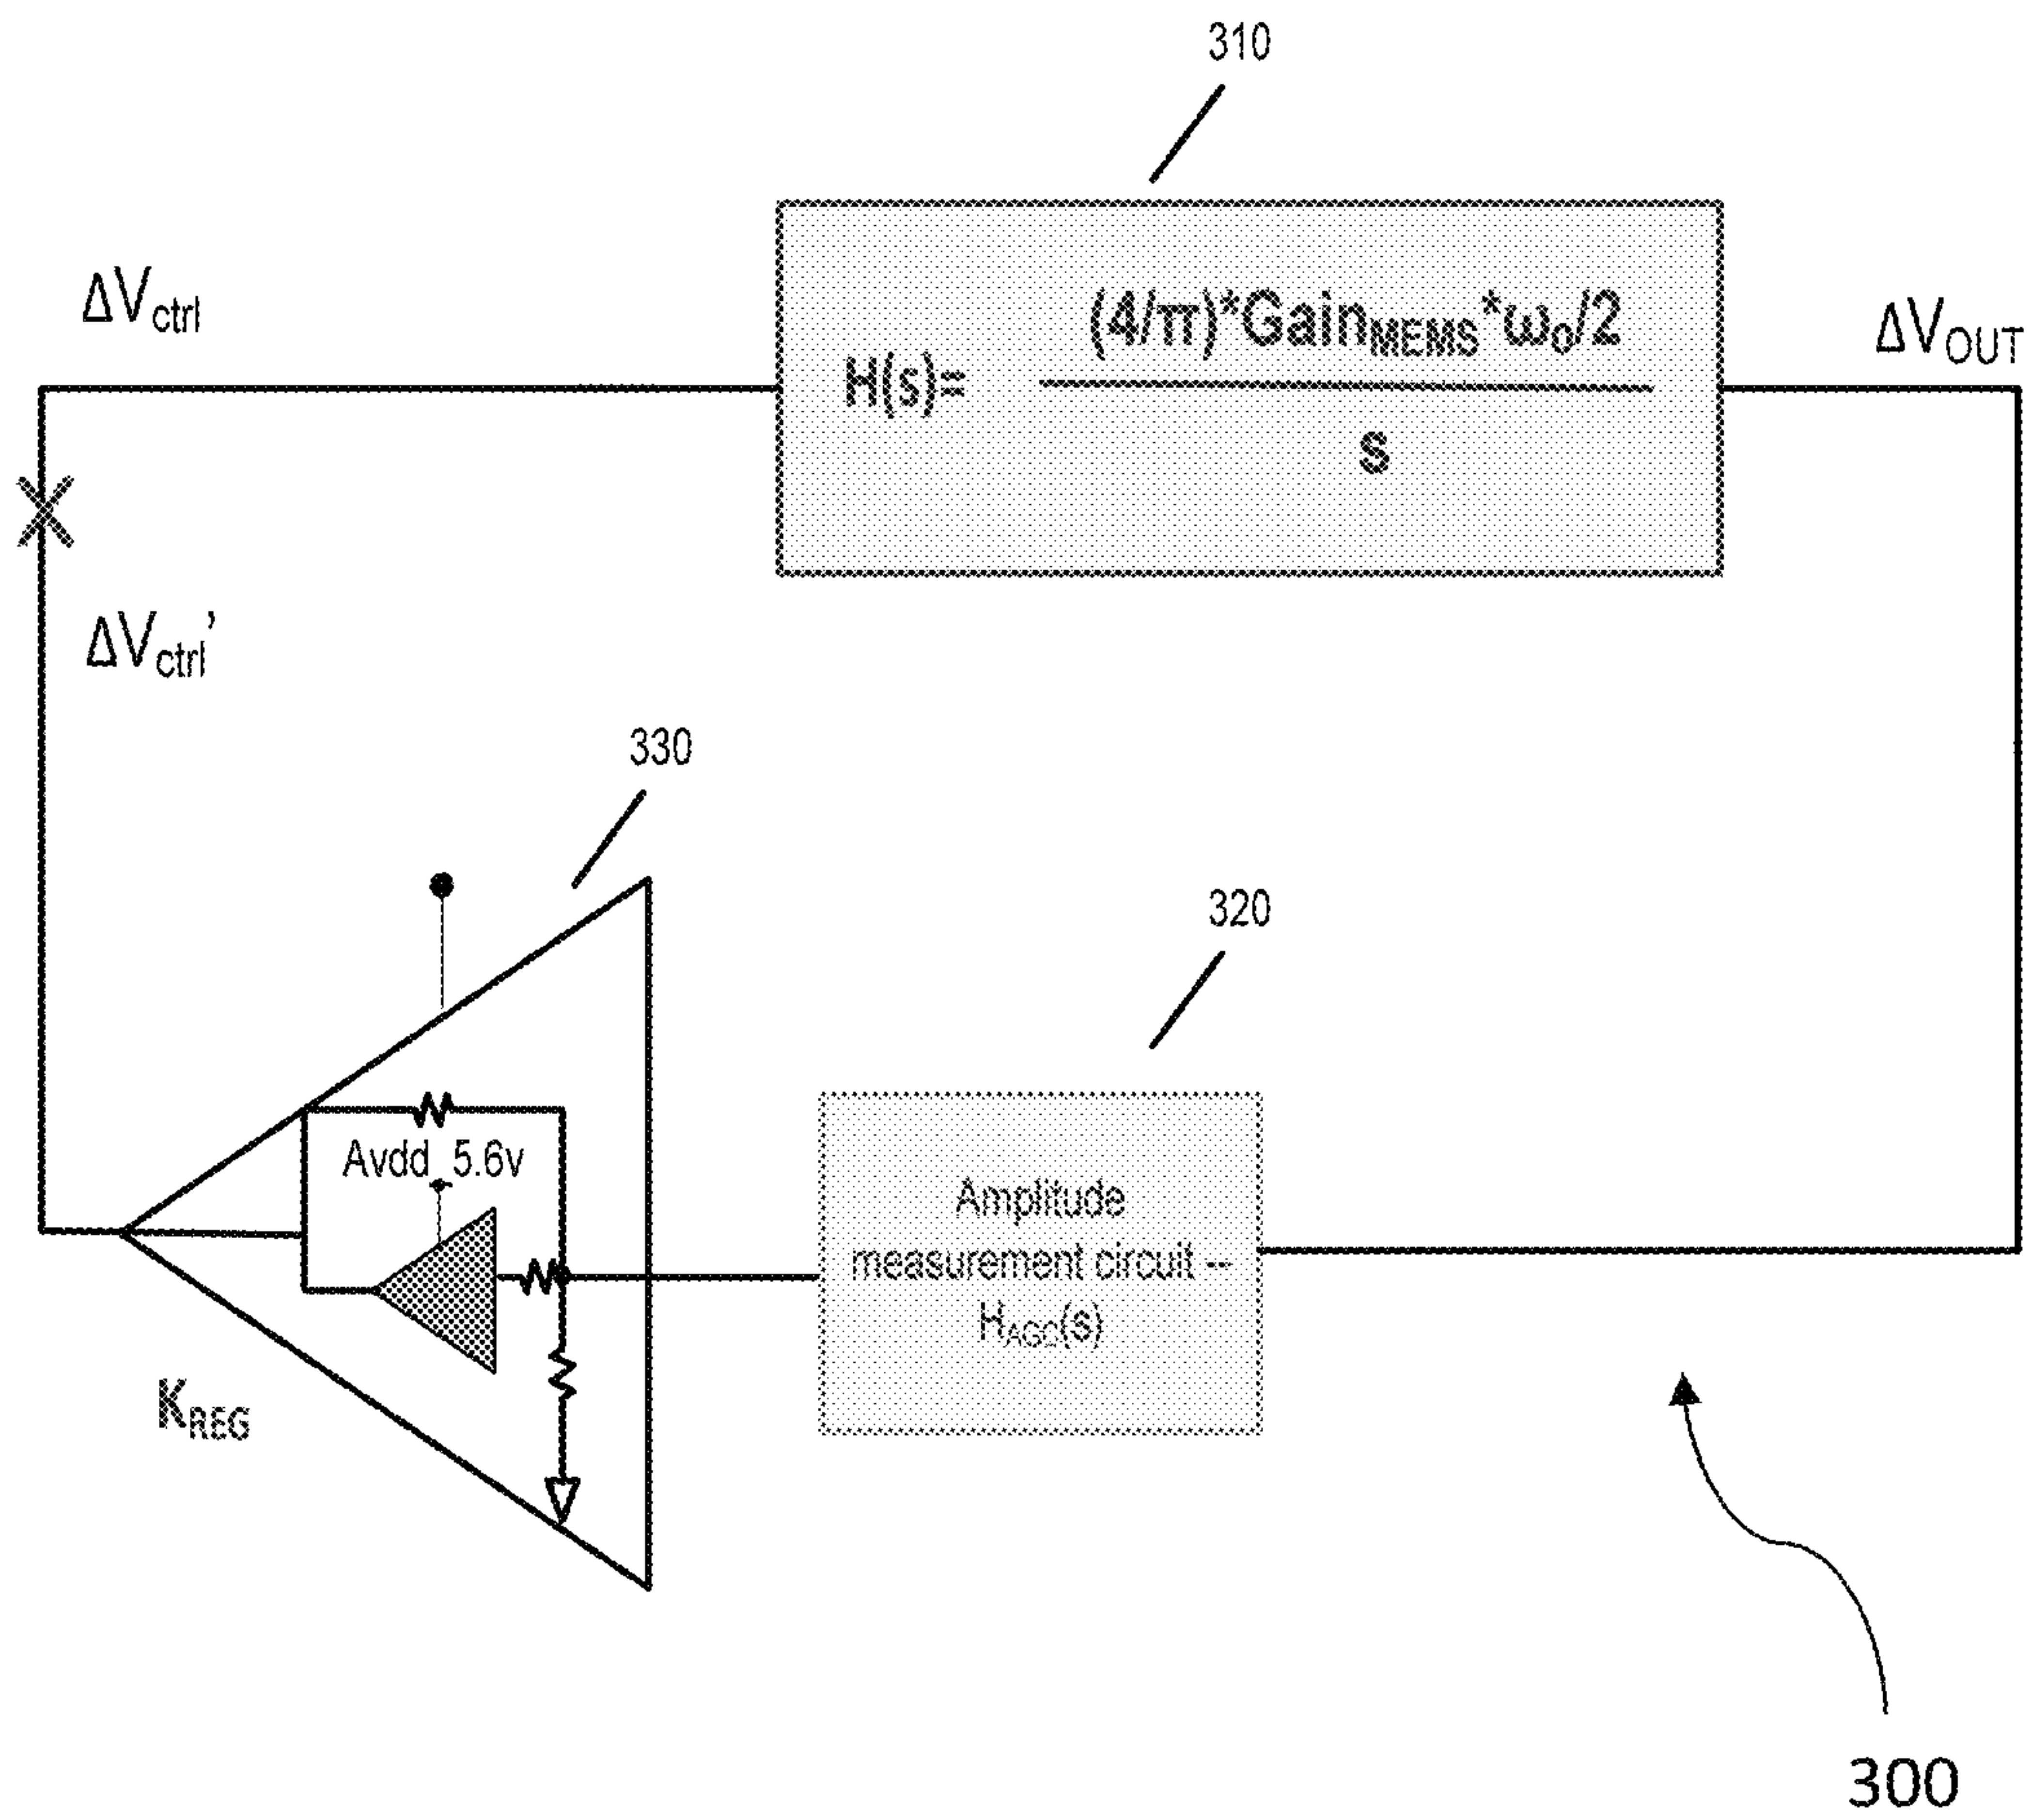 310
ΔVctrl
(4/π)*GainMEMS*ω0/2
H(s)=
s
ΔVOUT
ΔVctrl'
330
320
Avdd_5.6v
Amplitude
measurement circuit --
HAGC(s)
KREG
300